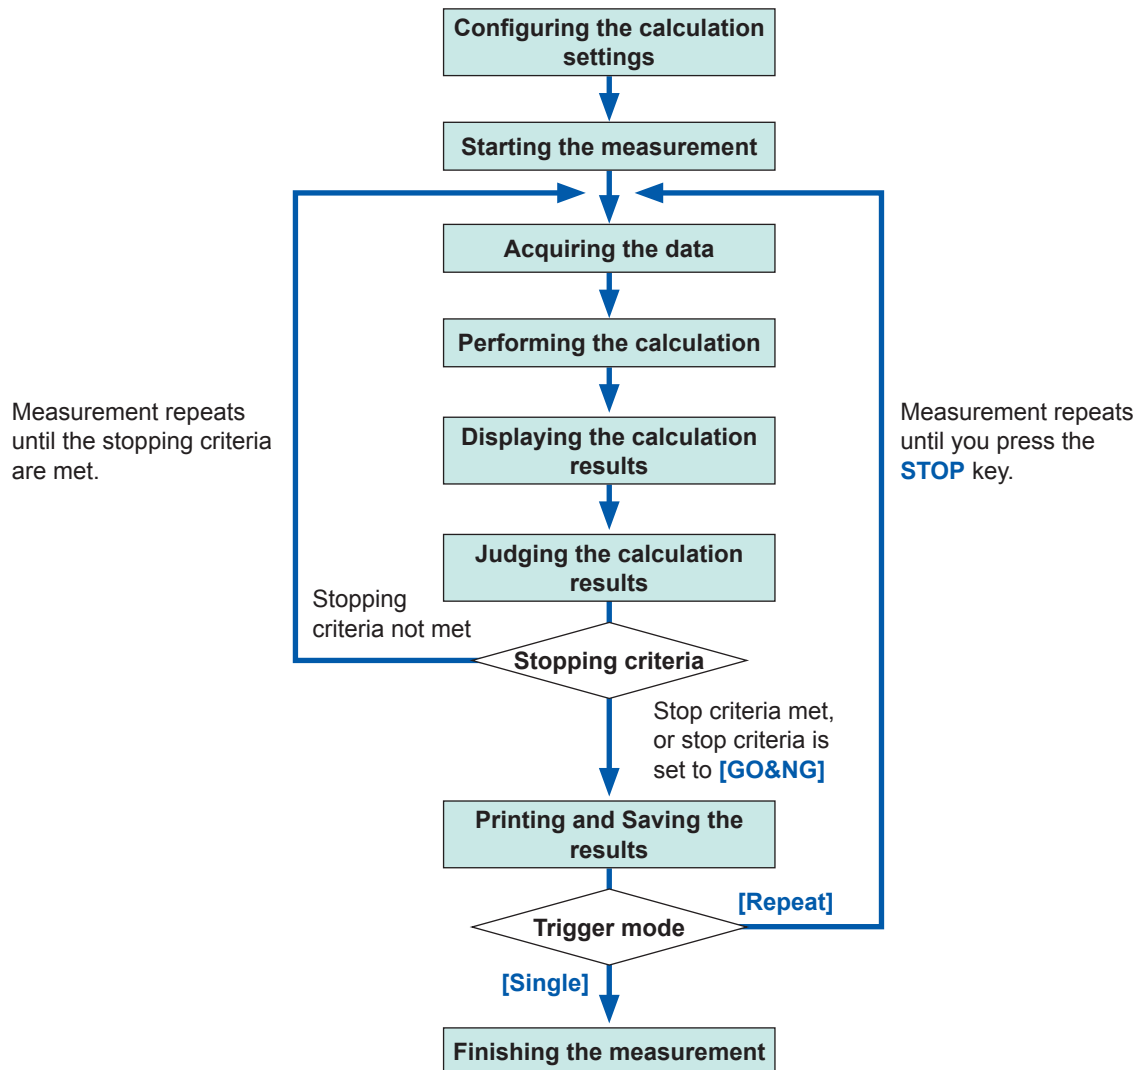 Configuring the calculation
settings
Starting the measurement
Acquiring the data
Performing the calculation
Measurement repeats
until the stopping criteria
are met.
Measurement repeats
until you press the
STOP key.
Displaying the calculation
results
Judging the calculation
results
Stopping
criteria not met
Stopping criteria
Stop criteria met,
or stop criteria is
set to [GO&NG]
Printing and Saving the
results
[Repeat]
Trigger mode
[Single]
Finishing the measurement